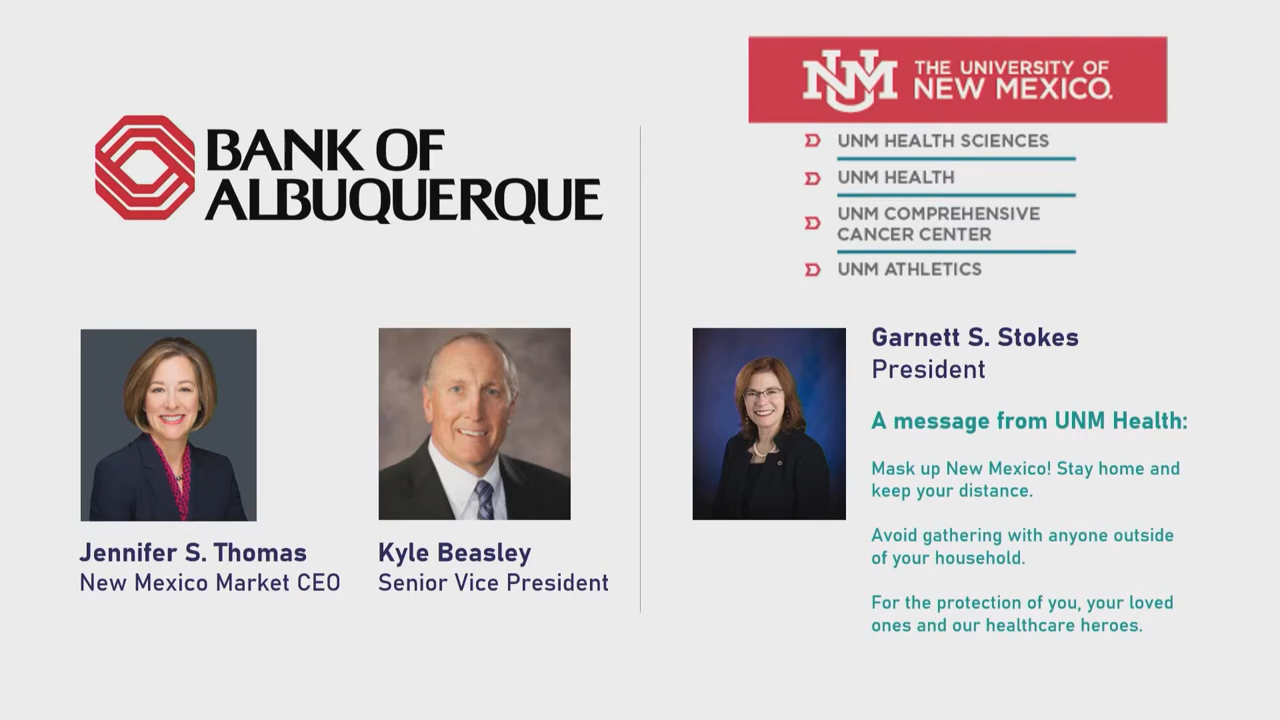 BANK OF
ALBUQUERQUE
Jennifer S. Thomas
New Mexico Market CEO
Kyle Beasley
Senior Vice President
UNM
THE UNIVERSITY OF
NEW MEXICO.
UNM HEALTH SCIENCES
UNM HEALTH
UNM COMPREHENSIVE
CANCER CENTER
UNM ATHLETICS
Garnett S. Stokes
President
A message from UNM Health:
Mask up New Mexico! Stay home and
keep your distance.
Avoid gathering with anyone outside
of your household.
For the protection of you, your loved
ones and our healthcare heroes.